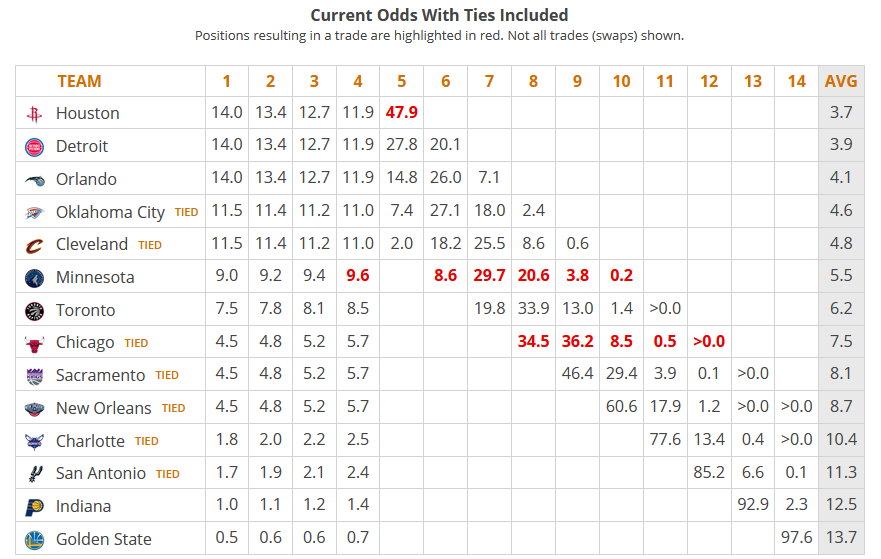 Current Odds With Ties Included
Positions resulting in a trade are highlighted in red. Not all trades (swaps) shown.
TEAM 1 2 3 4 5 6 7 8 9 10 11 12 13 14 AVG
Houston 14.0 13.4 12.7 11.9 47.9 3.7
Detroit 14.0 13.4 12.7 11.9 27.8 20.1 3.9
Orlando 14.0 13.4 12.7 11.9 14.8 26.0 7.1 4.1
Oklahoma City TIED 11.5 11.4 11.2 11.0 7.4 27.1 18.0 2.4 4.6
Cleveland TIED 11.5 11.4 11.2 11.0 2.0 18.2 25.5 8.6 0.6 4.8
Minnesota 9.0 9.2 9.4 9.6 8.6 29.7 20.6 3.8 0.2 5.5
Toronto 7.5 7.8 8.1 8.5 19.8 33.9 13.0 1.4 >0.0 6.2
Chicago TIED 4.5 4.8 5.2 5.7 34.5 36.2 8.5 0.5 >0.0 7.5
Sacramento TIED 4.5 4.8 5.2 5.7 46.4 29.4 3.9 0.1 >0.0 8.1
New Orleans TIED 4.5 4.8 5.2 5.7 60.6 17.9 1.2 >0.0 >0.0 8.7
Charlotte TIED 1.8 2.0 2.2 2.5 77.6 13.4 0.4 >0.0 10.4
San Antonio TIED 1.7 1.9 2.1 2.4 85.2 6.6 0.1 11.3
Indiana 1.0 1.1 1.2 1.4 92.9 2.3 12.5
Golden State 0.5 0.6 0.6 0.7 97.6 13.7